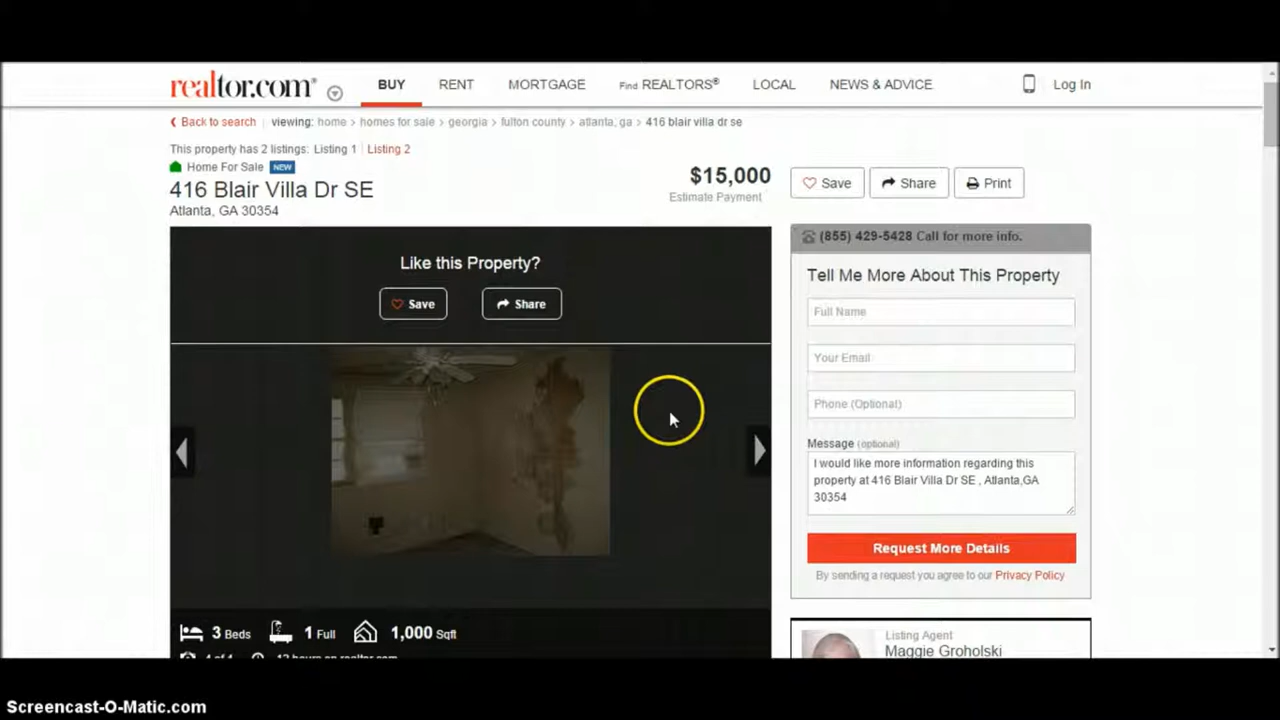 realtor.com®
BUY RENT MORTGAGE Find REALTORS® LOCAL NEWS & ADVICE Log In
Back to search viewing: home > homes for sale > georgia > fulton county > atlanta, ga > 416 blair villa dr se
This property has 2 listings: Listing 1 Listing 2
Home For Sale NEW
416 Blair Villa Dr SE
Atlanta, GA 30354
$15,000
Estimate Payment
Save Share Print
Like this Property?
Save Share
3 Beds 1 Full 1,000 Sqft
(855) 429-5428 Call for more info.
Tell Me More About This Property
Full Name
Your Email
Phone (Optional)
Message (optional)
I would like more information regarding this
property at 416 Blair Villa Dr SE , Atlanta,GA
30354
Request More Details
By sending a request you agree to our Privacy Policy
Listing Agent
Maggie Groholski
Screencast-O-Matic.com